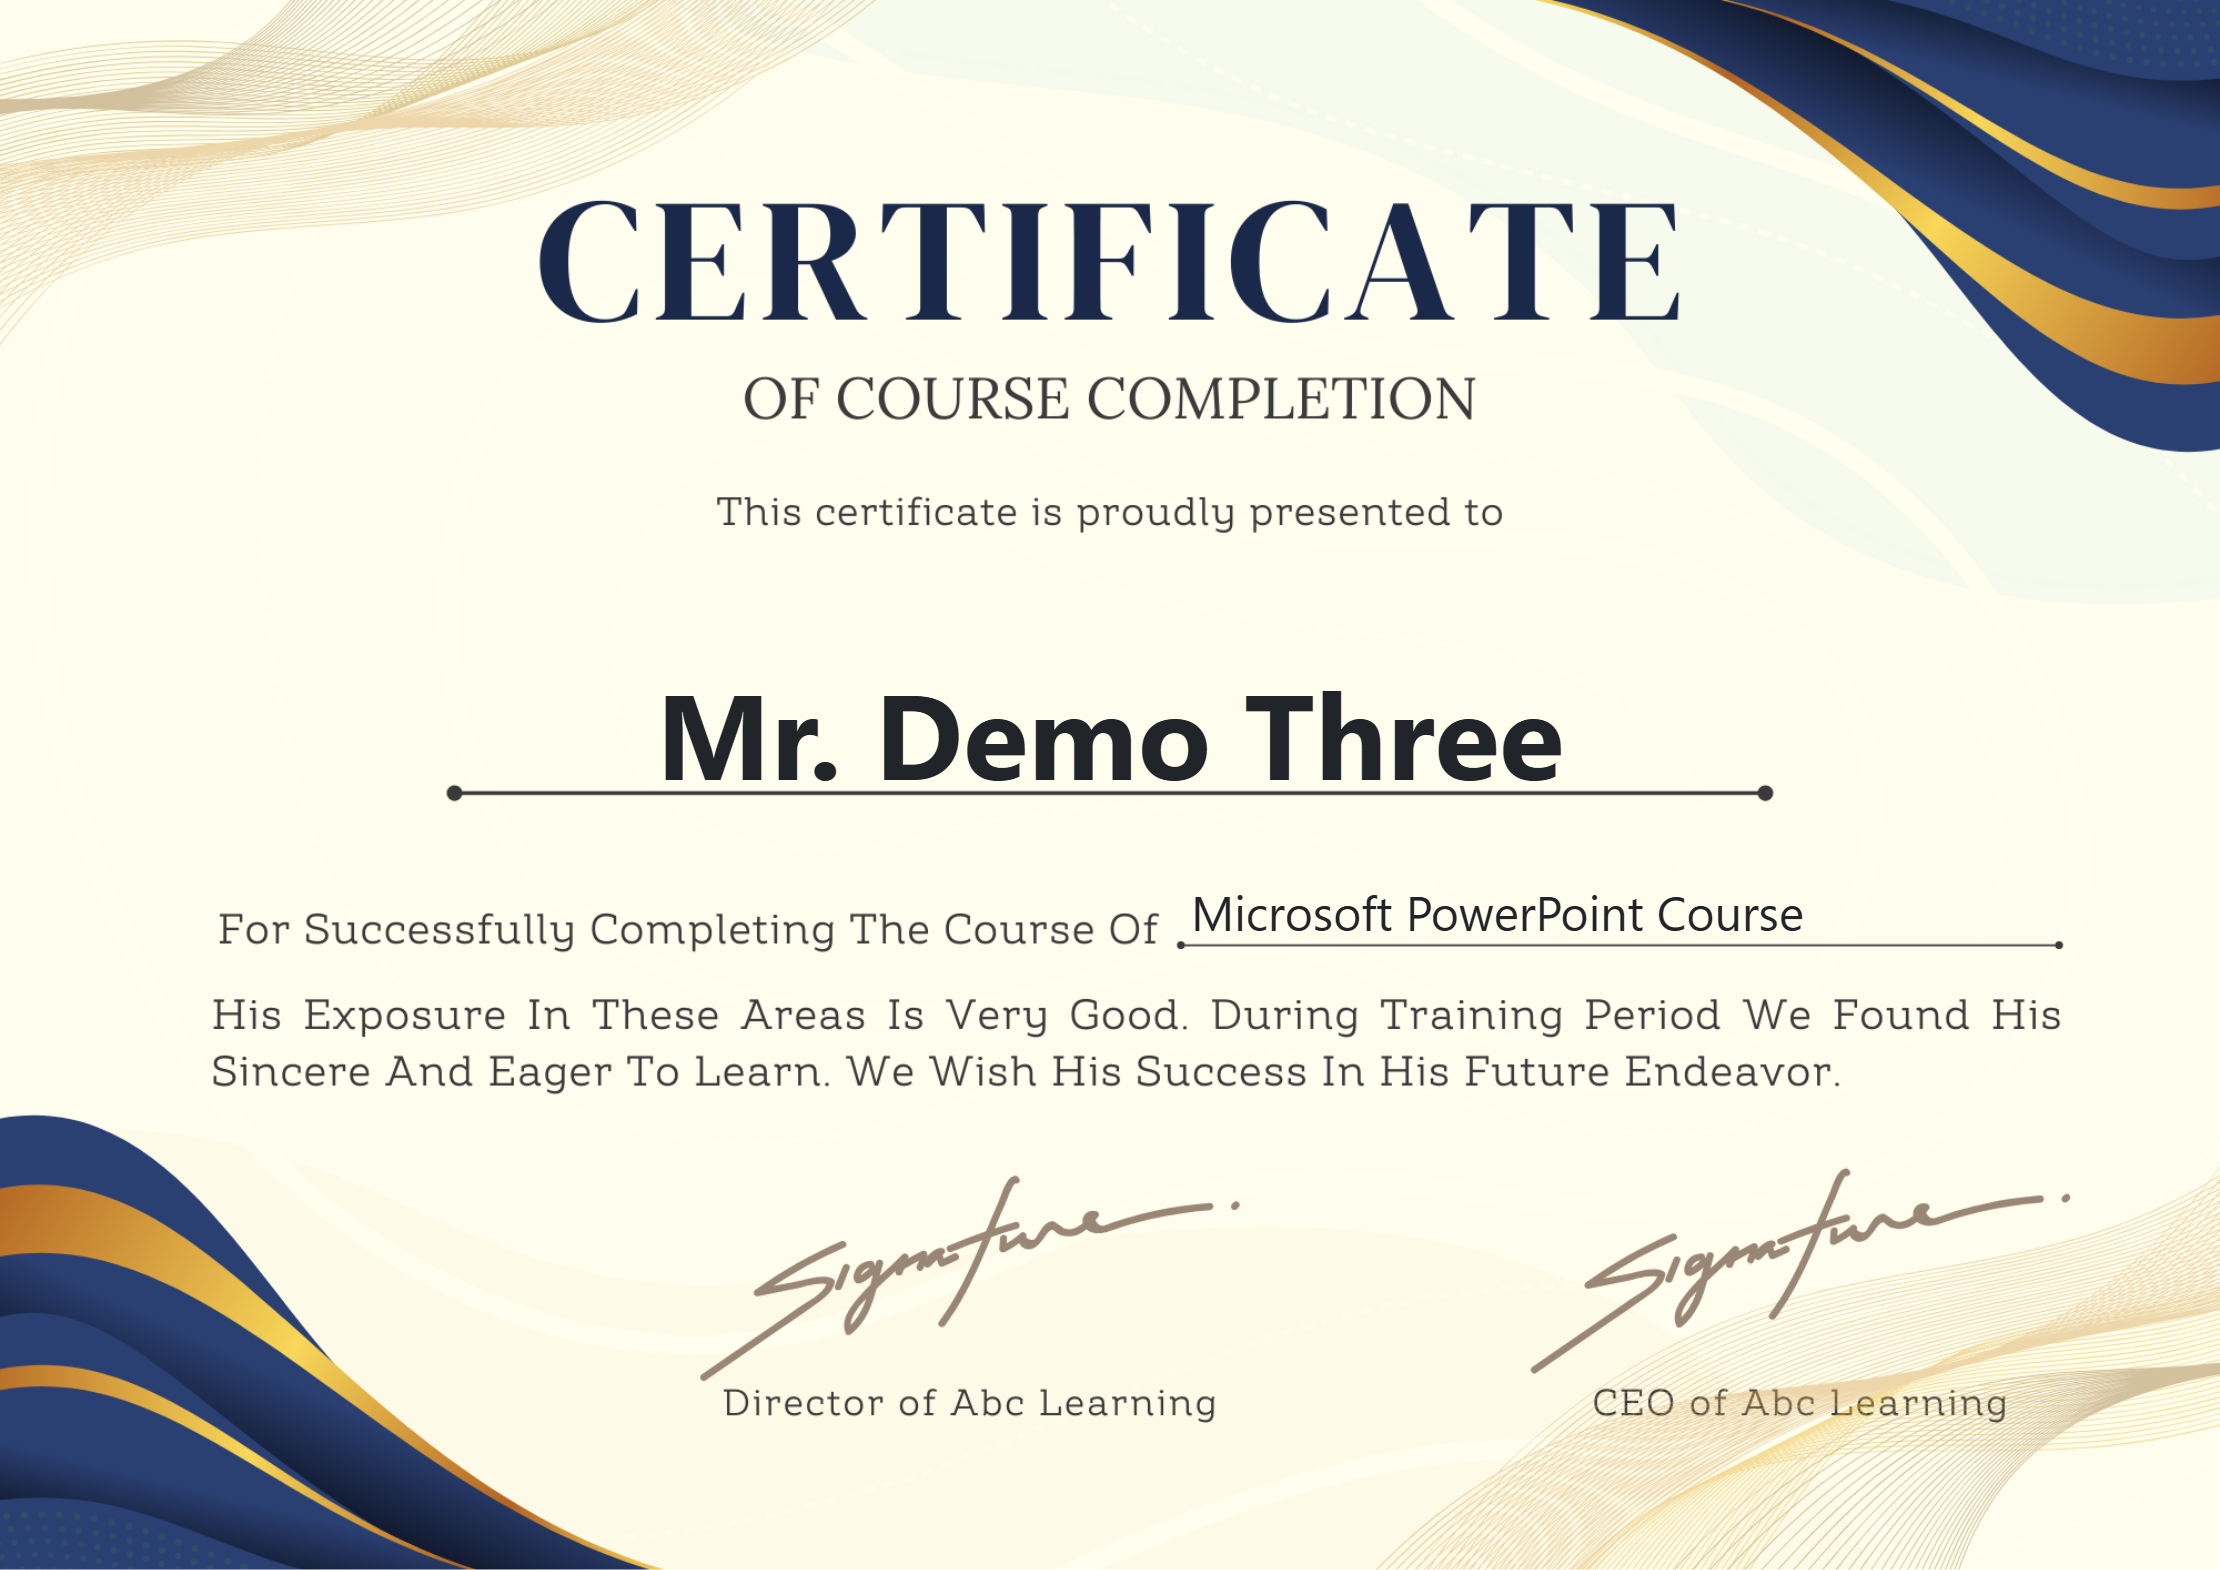 CERTIFICATE
OF COURSE COMPLETION
This certificate is proudly presented to
Mr. Demo Three
For Successfully Completing The Course Of Microsoft PowerPoint Course
His Exposure In These Areas Is Very Good. During Training Period We Found His
Sincere And Eager To Learn. We Wish His Success In His Future Endeavor.
Signature Signature
Director of Abc Learning CEO of Abc Learning